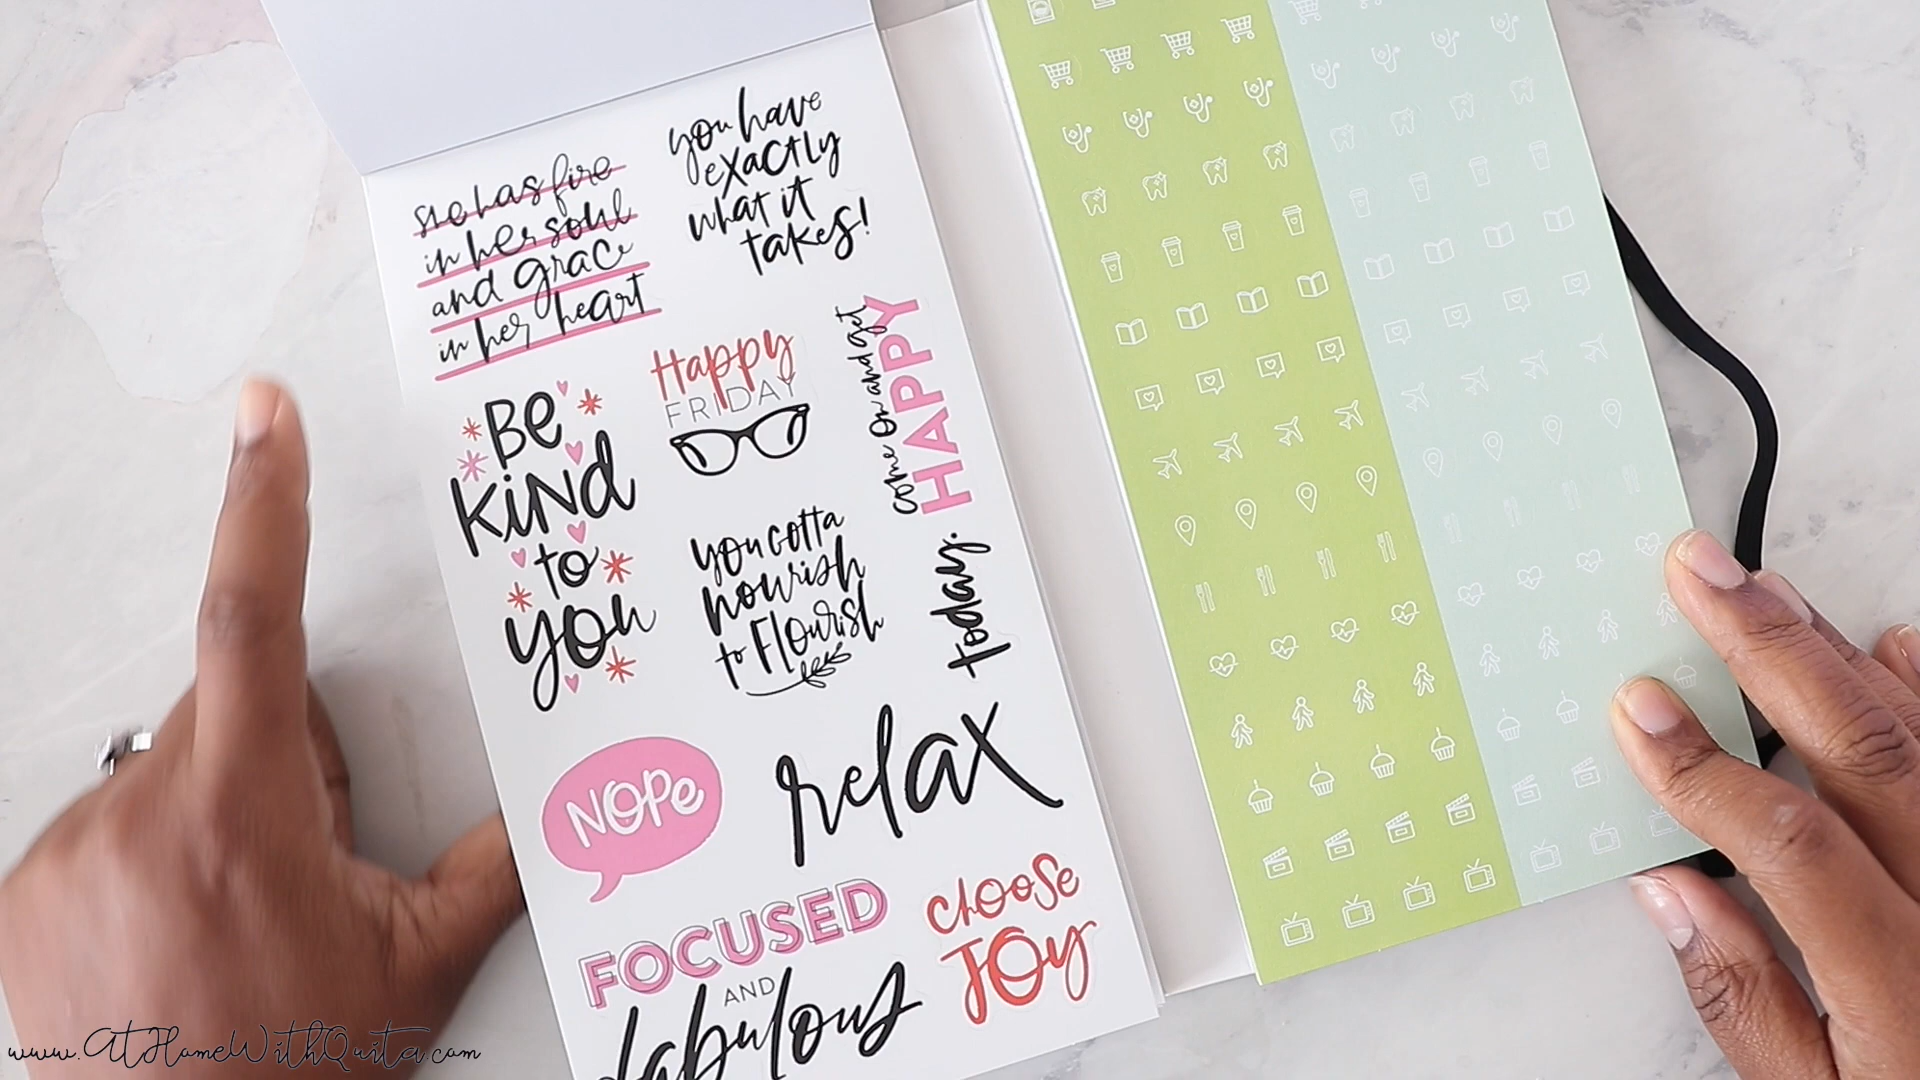 she has fire
in her soul
and grace
in her heart
you have
exactly
what it
takes!
Happy
FRIDAY
come on and get
HAPPY
Be
KiNd
to
you
you gotta
nourish
to Flourish
today.
NOPe
relax
FOCUSED
AND
fabulous
choose
JOy
www.AtHomeWithQuita.com